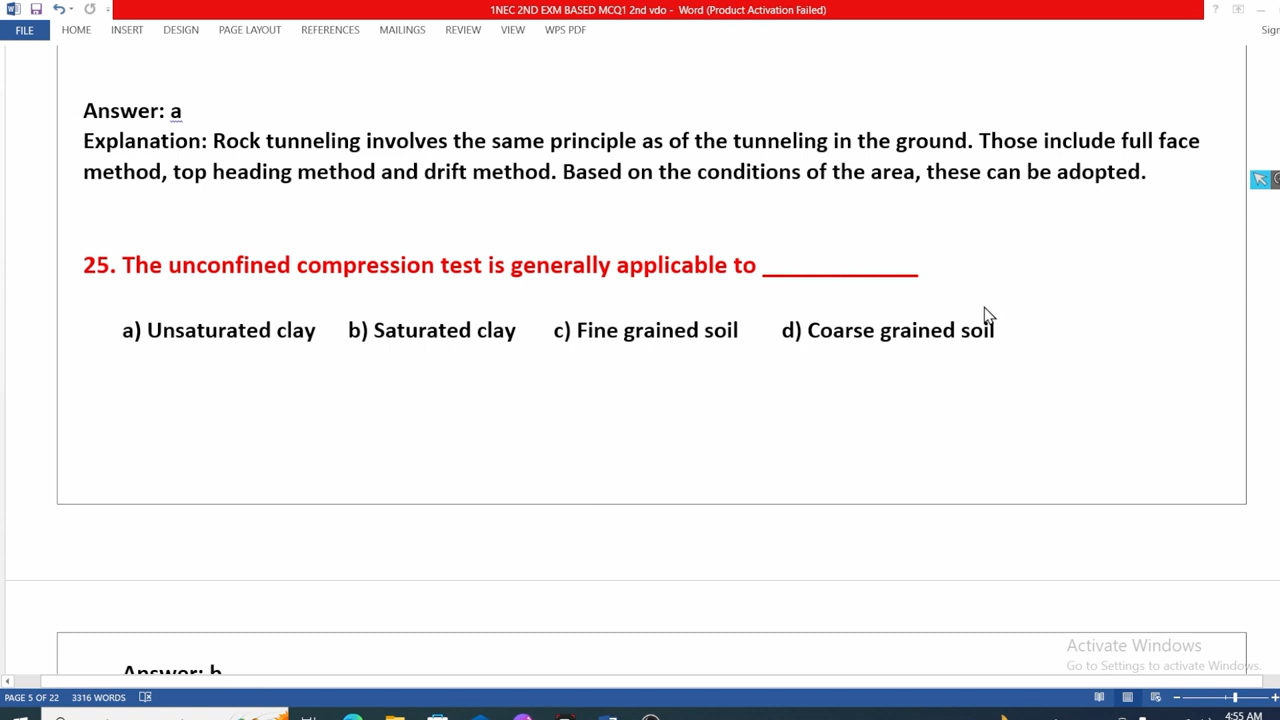 1NEC 2ND EXM BASED MCQ1 2nd vdo - Word (Product Activation Failed)
FILE HOME INSERT DESIGN PAGE LAYOUT REFERENCES MAILINGS REVIEW VIEW WPS PDF
Answer: a
Explanation: Rock tunneling involves the same principle as of the tunneling in the ground. Those include full face
method, top heading method and drift method. Based on the conditions of the area, these can be adopted.
25. The unconfined compression test is generally applicable to _____________
a) Unsaturated clay b) Saturated clay c) Fine grained soil d) Coarse grained soil
Answer: b
Activate Windows
Go to Settings to activate Windows.
PAGE 5 OF 22 3316 WORDS
4:55 AM